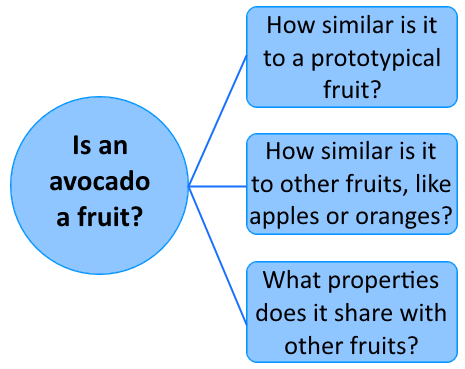 Is an
avocado
a fruit?
How similar is it
to a prototypical
fruit?
How similar is it
to other fruits, like
apples or oranges?
What properties
does it share with
other fruits?